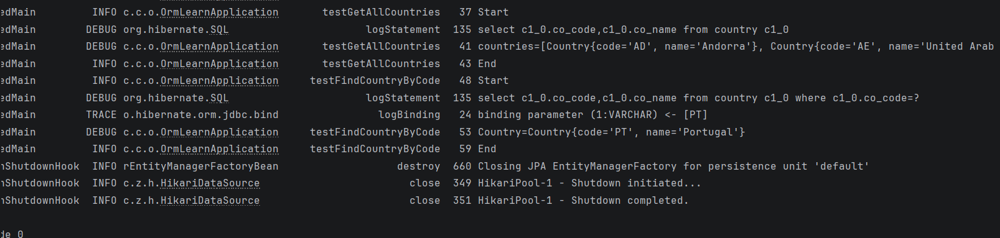 edMain INFO c.c.o.OrmLearnApplication testGetAllCountries 37 Start
edMain DEBUG org.hibernate.SQL logStatement 135 select c1_0.co_code,c1_0.co_name from country c1_0
edMain DEBUG c.c.o.OrmLearnApplication testGetAllCountries 41 countries=[Country{code='AD', name='Andorra'}, Country{code='AE', name='United Arab
edMain INFO c.c.o.OrmLearnApplication testGetAllCountries 43 End
edMain INFO c.c.o.OrmLearnApplication testFindCountryByCode 48 Start
edMain DEBUG org.hibernate.SQL logStatement 135 select c1_0.co_code,c1_0.co_name from country c1_0 where c1_0.co_code=?
edMain TRACE o.hibernate.orm.jdbc.bind logBinding 24 binding parameter (1:VARCHAR) <- [PT]
edMain DEBUG c.c.o.OrmLearnApplication testFindCountryByCode 53 Country=Country{code='PT', name='Portugal'}
edMain INFO c.c.o.OrmLearnApplication testFindCountryByCode 59 End
nShutdownHook INFO rEntityManagerFactoryBean destroy 660 Closing JPA EntityManagerFactory for persistence unit 'default'
nShutdownHook INFO c.z.h.HikariDataSource close 349 HikariPool-1 - Shutdown initiated...
nShutdownHook INFO c.z.h.HikariDataSource close 351 HikariPool-1 - Shutdown completed.
de 0